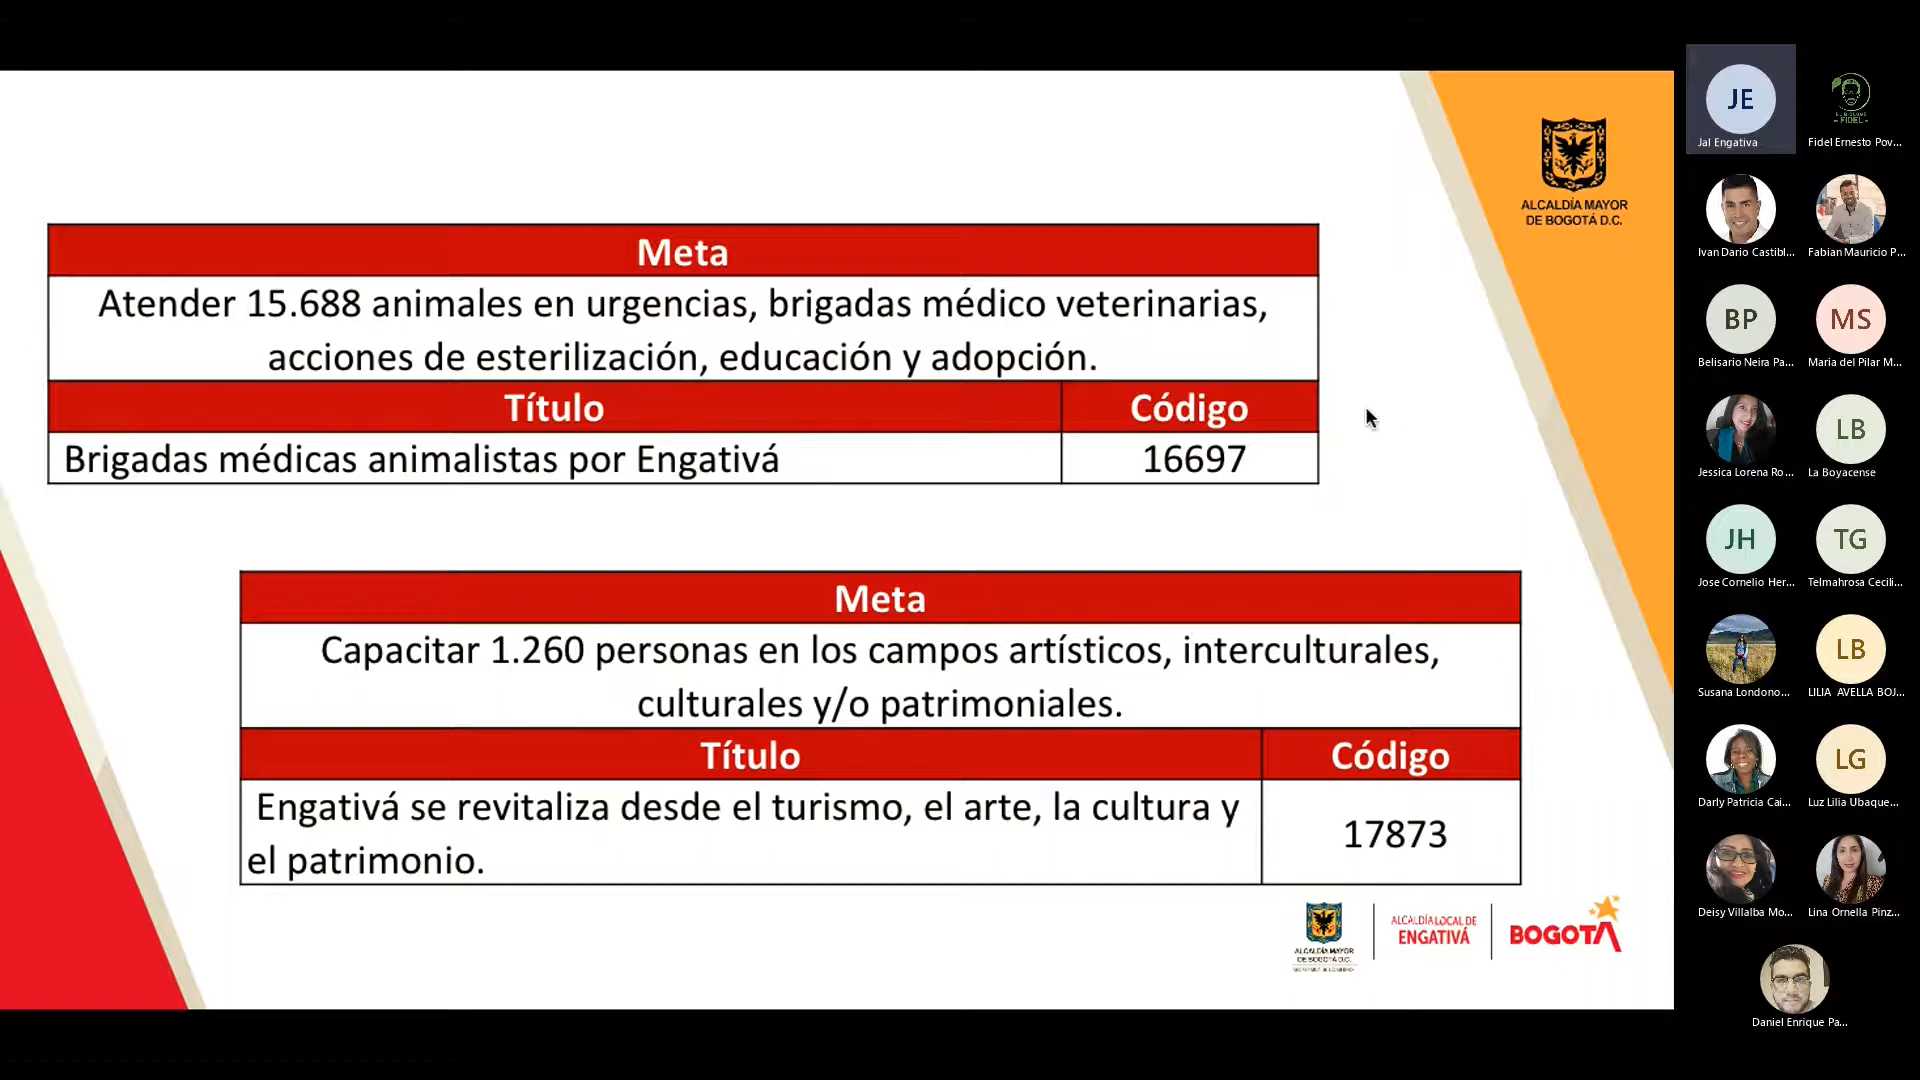 ALCALDÍA MAYOR
DE BOGOTÁ D.C.
Meta
Atender 15.688 animales en urgencias, brigadas médico veterinarias,
acciones de esterilización, educación y adopción.
Título Código
Brigadas médicas animalistas por Engativá 16697
Meta
Capacitar 1.260 personas en los campos artísticos, interculturales,
culturales y/o patrimoniales.
Título Código
Engativá se revitaliza desde el turismo, el arte, la cultura y
el patrimonio.
17873
ALCALDÍA MAYOR
DE BOGOTÁ D.C.
ALCALDÍA LOCAL DE
ENGATIVÁ
BOGOTÁ
JE
Jal Engativa
FIDEL
Fidel Ernesto Pov...
Ivan Dario Castibl...
Fabian Mauricio P...
BP
Belisario Neira Pa...
MS
Maria del Pilar M...
Jessica Lorena Ro...
LB
La Boyacense
JH
Jose Cornelio Her...
TG
Telmahrosa Cecili...
Susana Londono...
LB
LILIA AVELLA BOJ...
Darly Patricia Cai...
LG
Luz Lilia Ubaque...
Deisy Villalba Mo...
Lina Ornella Pinz...
Daniel Enrique Pa...